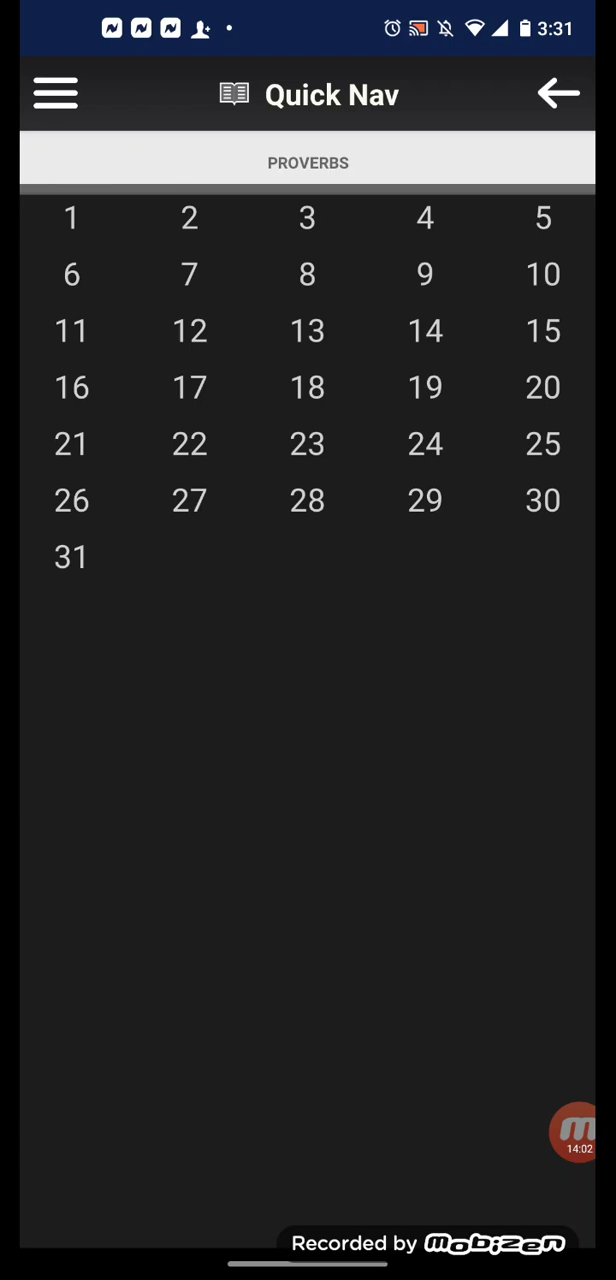 3:31
Quick Nav
PROVERBS
1 2 3 4 5
6 7 8 9 10
11 12 13 14 15
16 17 18 19 20
21 22 23 24 25
26 27 28 29 30
31
14:02
Recorded by mobizen